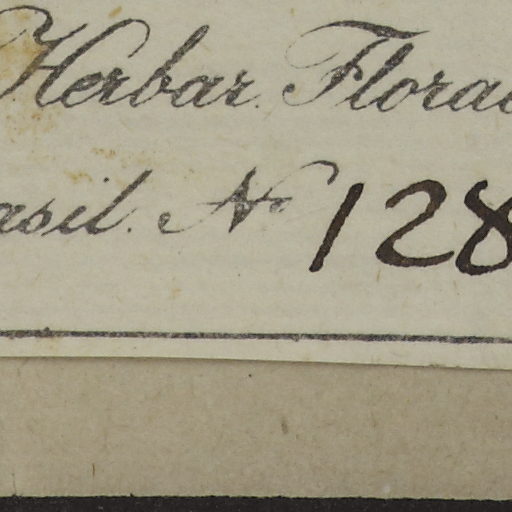 Herbar. Florae
asil. No 128